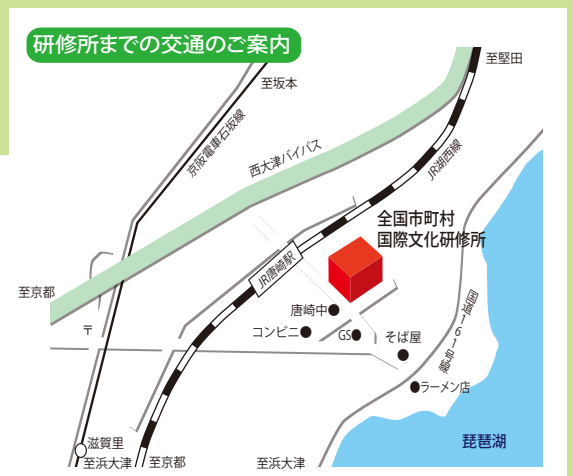 研修所までの交通のご案内
至堅田
至坂本
京阪電車石坂線
西大津バイパス
JR湖西線
全国市町村
国際文化研修所
JR唐崎駅
至京都
唐崎中
〒
コンビニ
GS
そば屋
国道161号線
ラーメン店
滋賀里
琵琶湖
至浜大津
至京都
至浜大津